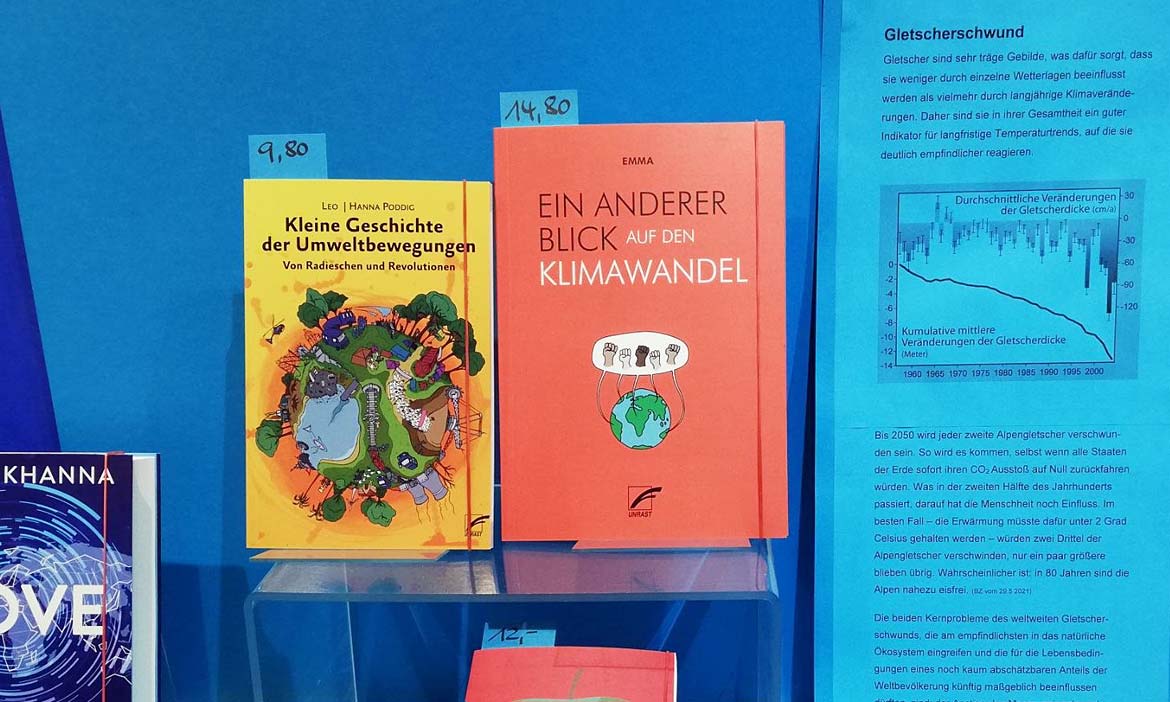 9,80
LEO | HANNA PODDIG
Kleine Geschichte
der Umweltbewegungen
Von Radieschen und Revolutionen
UNRAST
14,80
EMMA
EIN ANDERER
BLICK AUF DEN
KLIMAWANDEL
UNRAST
KHANNA
OVE
12,-
Gletscherschwund
Gletscher sind sehr träge Gebilde, was dafür sorgt, dass
sie weniger durch einzelne Wetterlagen beeinflusst
werden als vielmehr durch langjährige Klimaverände-
rungen. Daher sind sie in ihrer Gesamtheit ein guter
Indikator für langfristige Temperaturtrends, auf die sie
deutlich empfindlicher reagieren.
Durchschnittliche Veränderungen
der Gletscherdicke (cm/a)
30
0
-30
-60
-90
-120
0
-2
-4
-6
-8
-10
-12
-14
Kumulative mittlere
Veränderungen der Gletscherdicke
(Meter)
1960 1965 1970 1975 1980 1985 1990 1995 2000
Bis 2050 wird jeder zweite Alpengletscher verschwun-
den sein. So wird es kommen, selbst wenn alle Staaten
der Erde sofort ihren CO₂ Ausstoß auf Null zurückfahren
würden. Was in der zweiten Hälfte des Jahrhunderts
passiert, darauf hat die Menschheit noch Einfluss. Im
besten Fall – die Erwärmung müsste dafür unter 2 Grad
Celsius gehalten werden – würden zwei Drittel der
Alpengletscher verschwinden, nur ein paar größere
blieben übrig. Wahrscheinlicher ist: in 80 Jahren sind die
Alpen nahezu eisfrei. (BZ vom 29.5 2021)
Die beiden Kernprobleme des weltweiten Gletscher-
schwunds, die am empfindlichsten in das natürliche
Ökosystem eingreifen und die für die Lebensbedin-
gungen eines noch kaum abschätzbaren Anteils der
Weltbevölkerung künftig maßgeblich beeinflussen